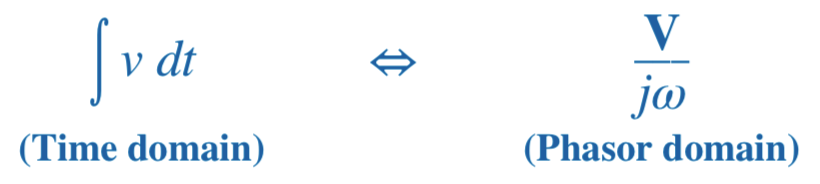 ∫ v dt ⇔ V/jω
(Time domain) (Phasor domain)